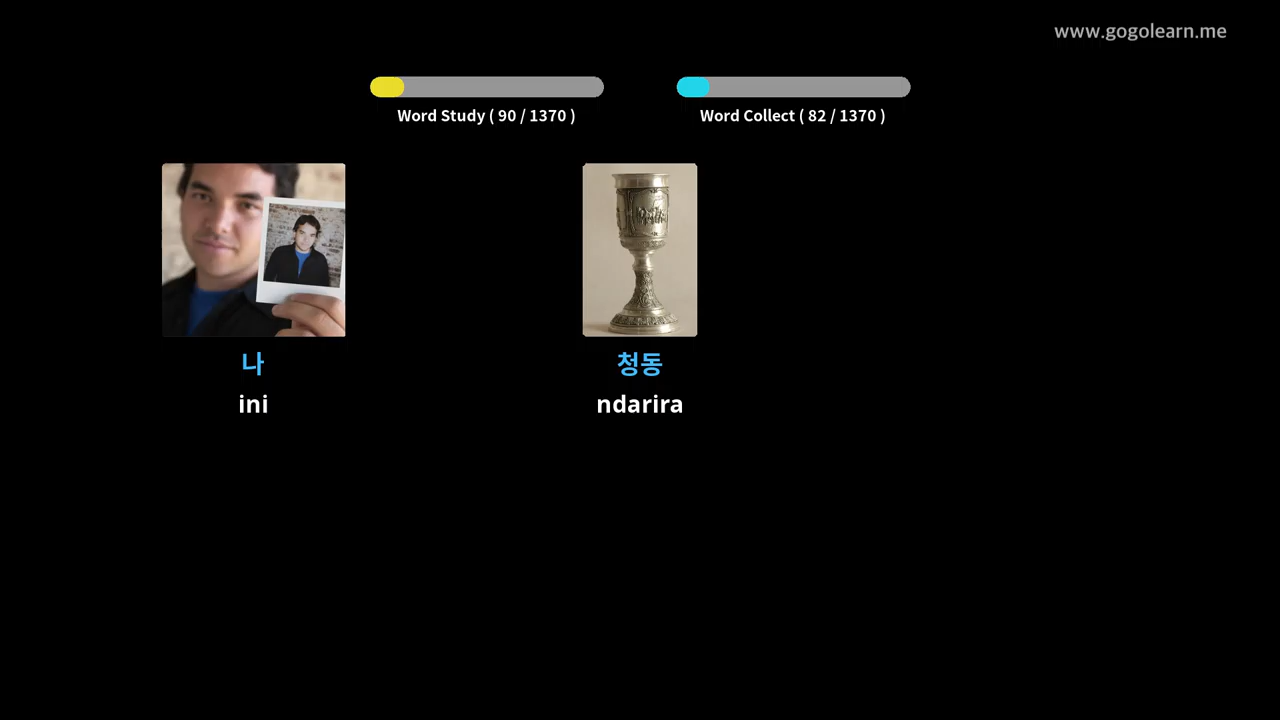 www.gogolearn.me
Word Study ( 90 / 1370 )
Word Collect ( 82 / 1370 )
나
ini
청동
ndarira